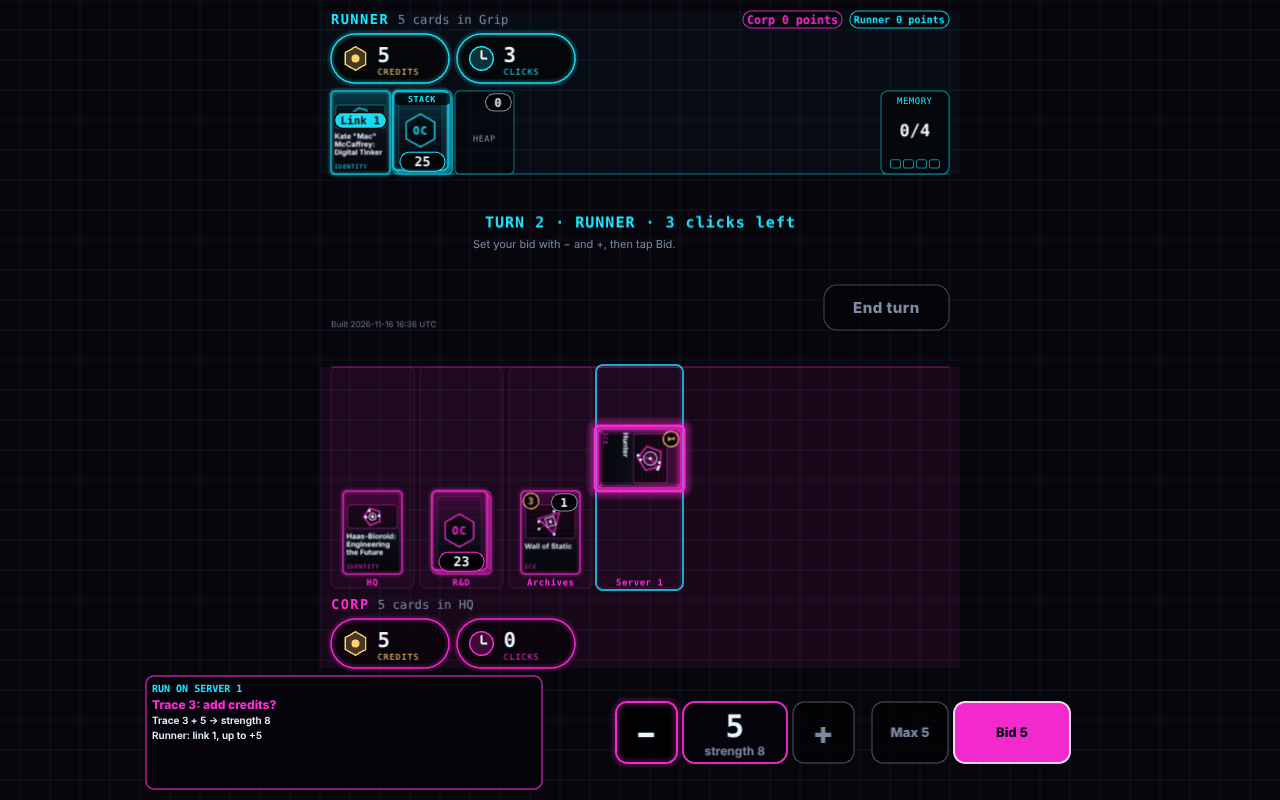 RUNNER 5 cards in Grip
Corp 0 points
Runner 0 points
5
CREDITS
3
CLICKS
Link 1
Kate "Mac"
McCaffrey:
Digital Tinker
IDENTITY
STACK
OC
25
0
HEAP
MEMORY
0/4
TURN 2 · RUNNER · 3 clicks left
Set your bid with – and +, then tap Bid.
End turn
Built 2026-11-16 16:36 UTC
Hunter
ICE
1
Haas-Bioroid:
Engineering
the Future
IDENTITY
HQ
OC
23
R&D
3
1
Wall of Static
ICE
Archives
Server 1
CORP 5 cards in HQ
5
CREDITS
0
CLICKS
RUN ON SERVER 1
Trace 3: add credits?
Trace 3 + 5 → strength 8
Runner: link 1, up to +5
–
5
strength 8
+
Max 5
Bid 5